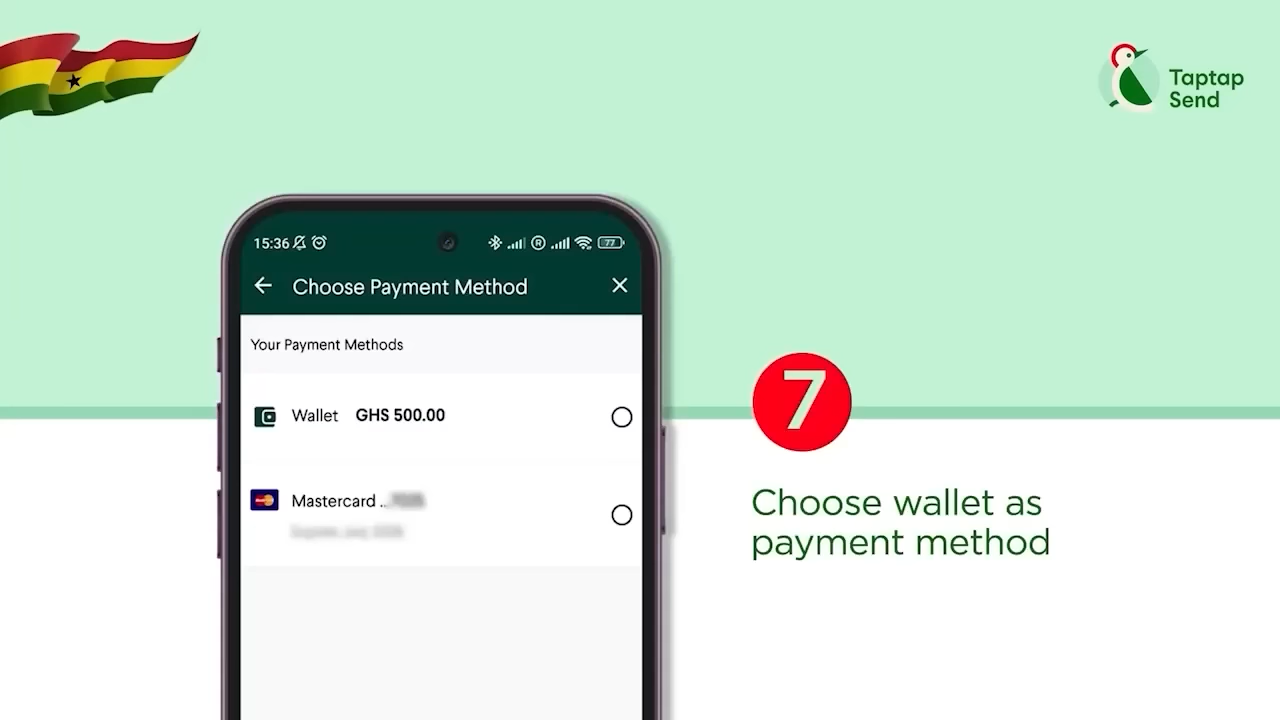 Taptap
Send
15:36
R
77
Choose Payment Method
Your Payment Methods
Wallet GHS 500.00
Mastercard ..
7
Choose wallet as
payment method